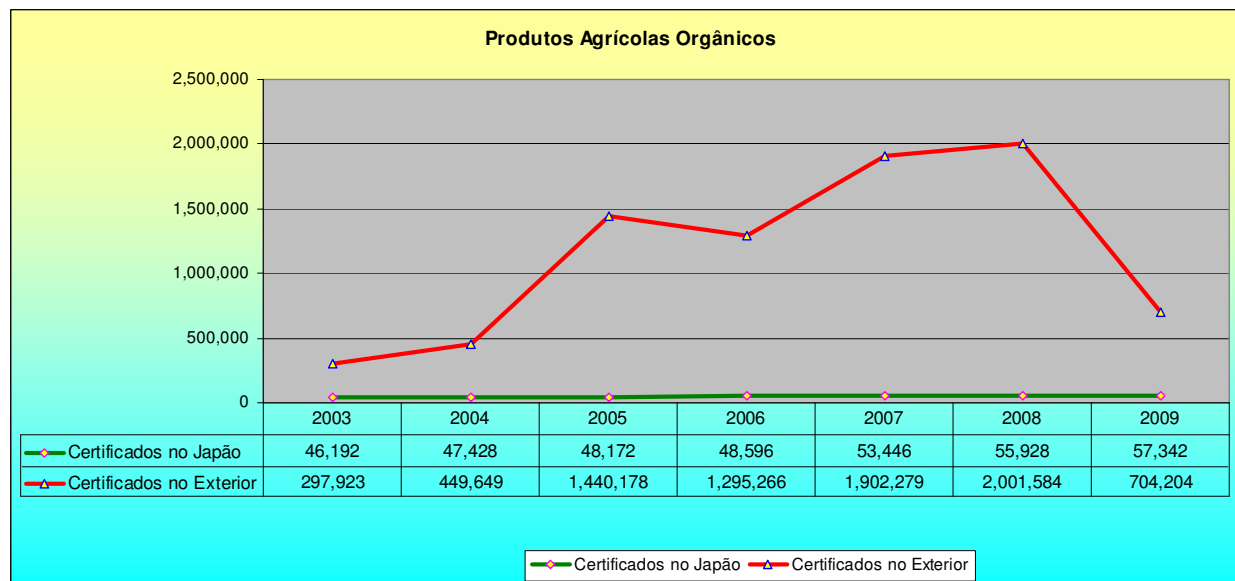 Produtos Agrícolas Orgânicos
2,500,000
2,000,000
1,500,000
1,000,000
500,000
0
2003 2004 2005 2006 2007 2008 2009
Certificados no Japão 46,192 47,428 48,172 48,596 53,446 55,928 57,342
Certificados no Exterior 297,923 449,649 1,440,178 1,295,266 1,902,279 2,001,584 704,204
Certificados no Japão Certificados no Exterior